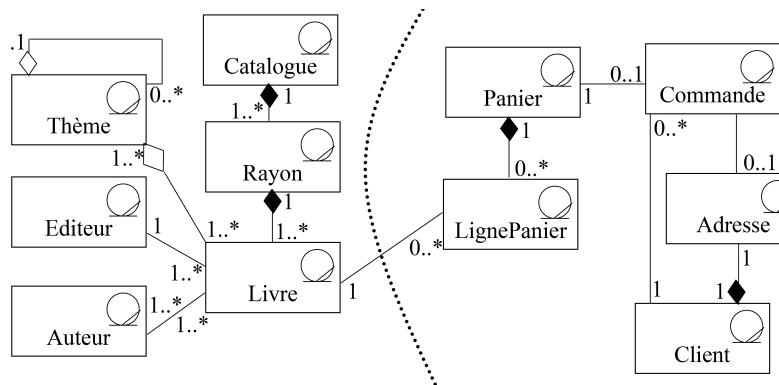 .1
0..*
Thème
1..*
Catalogue
1
1..*
Rayon
1
1..*
1..*
Editeur
1
1..*
Auteur
1..*
1..*
Livre
1
0..*
Panier
1
0..1
Commande
1
0..*
LignePanier
0..*
0..1
Adresse
1
1
1
Client